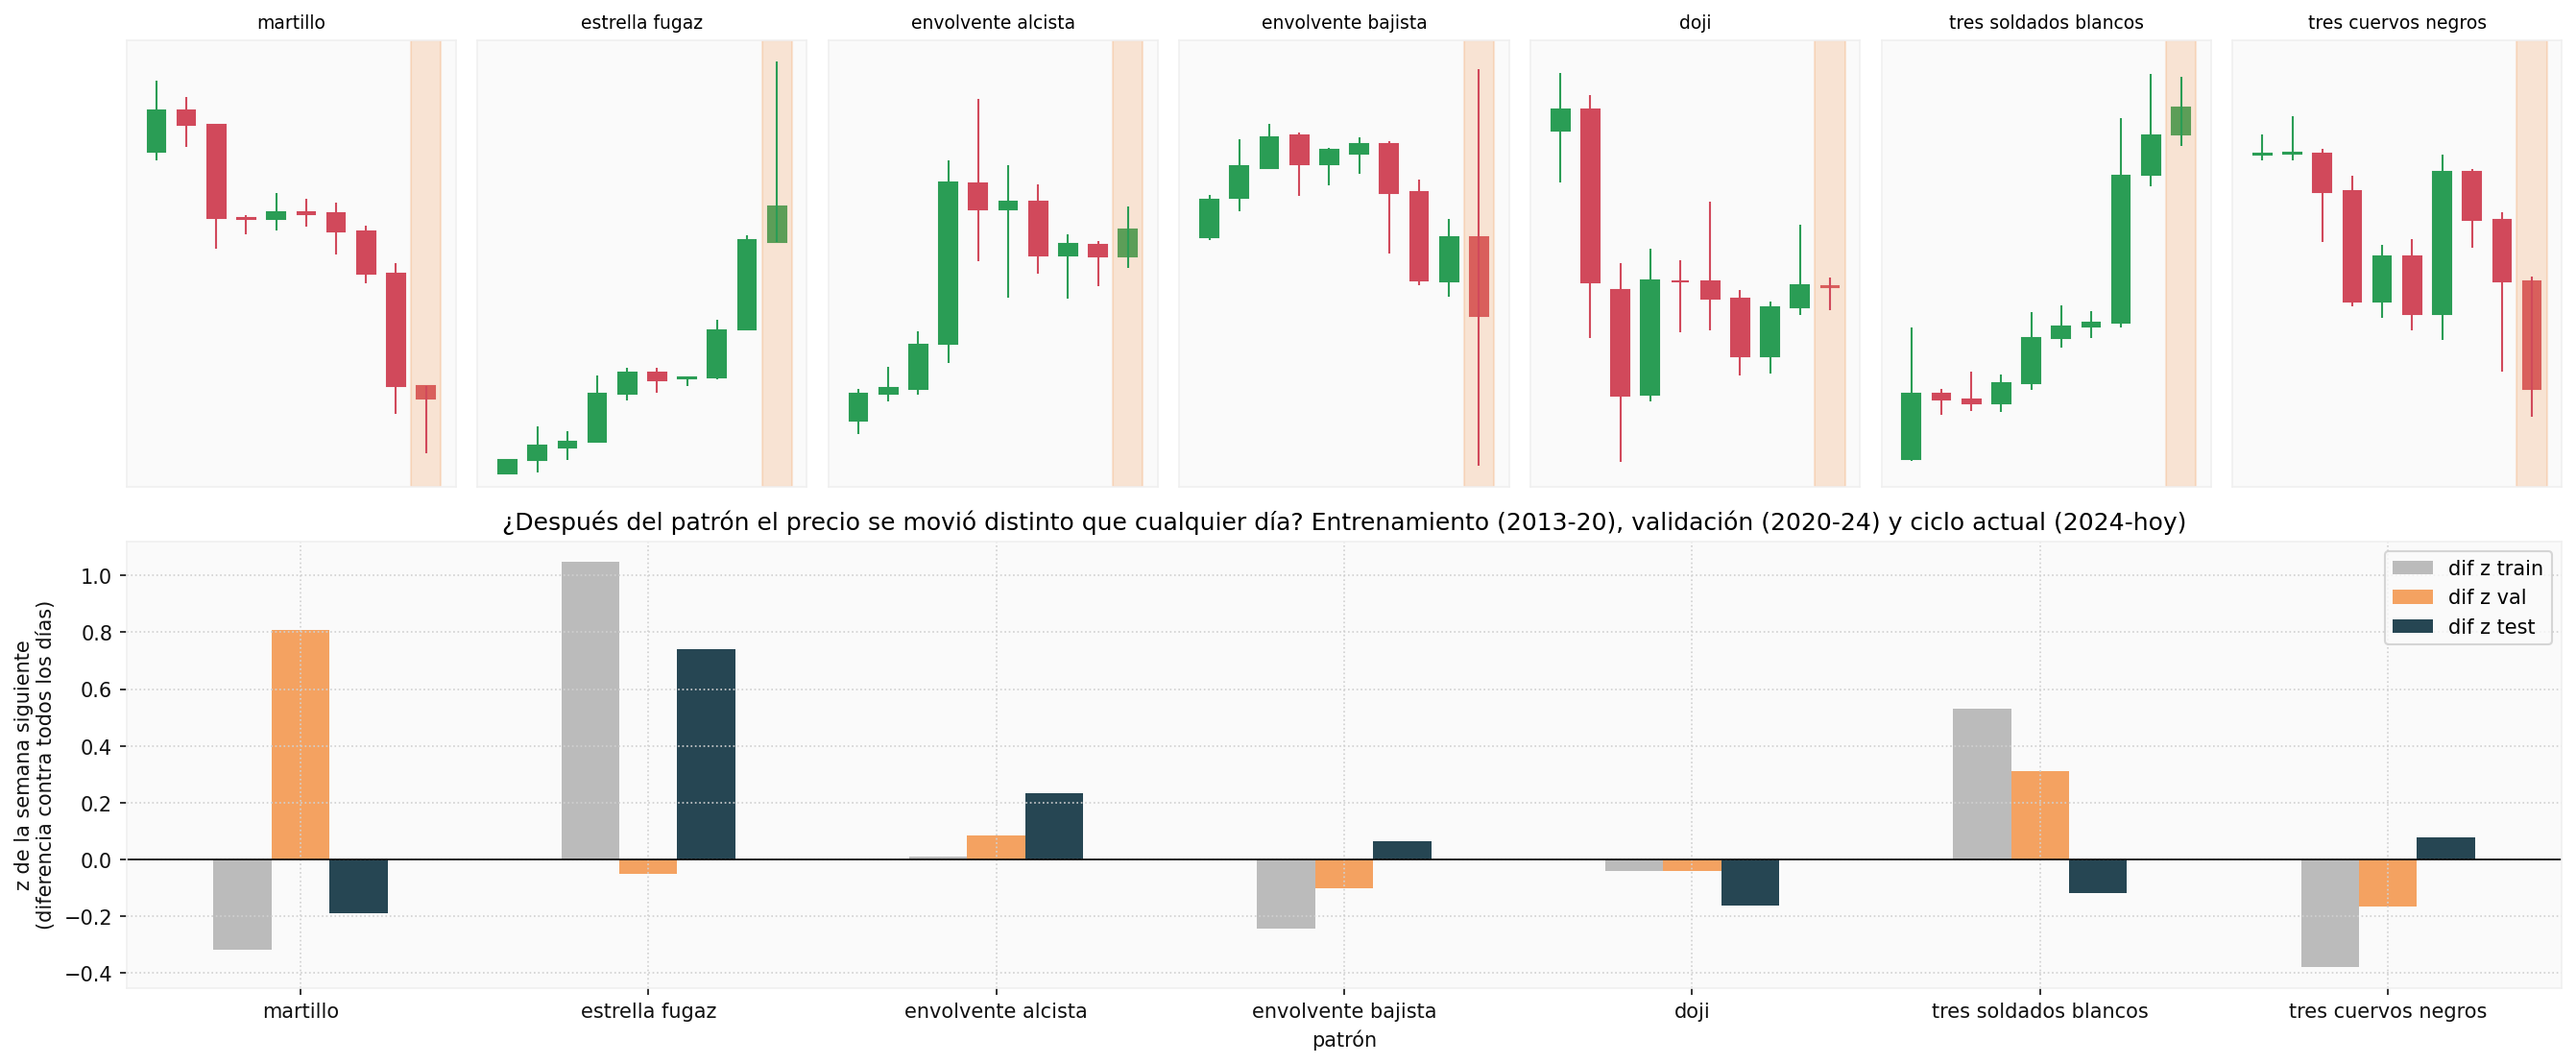 martillo
estrella fugaz
envolvente alcista
envolvente bajista
doji
tres soldados blancos
tres cuervos negros
¿Después del patrón el precio se movió distinto que cualquier día? Entrenamiento (2013-20), validación (2020-24) y ciclo actual (2024-hoy)
z de la semana siguiente
(diferencia contra todos los días)
1.0
0.8
0.6
0.4
0.2
0.0
−0.2
−0.4
dif z train
dif z val
dif z test
martillo
estrella fugaz
envolvente alcista
envolvente bajista
doji
tres soldados blancos
tres cuervos negros
patrón